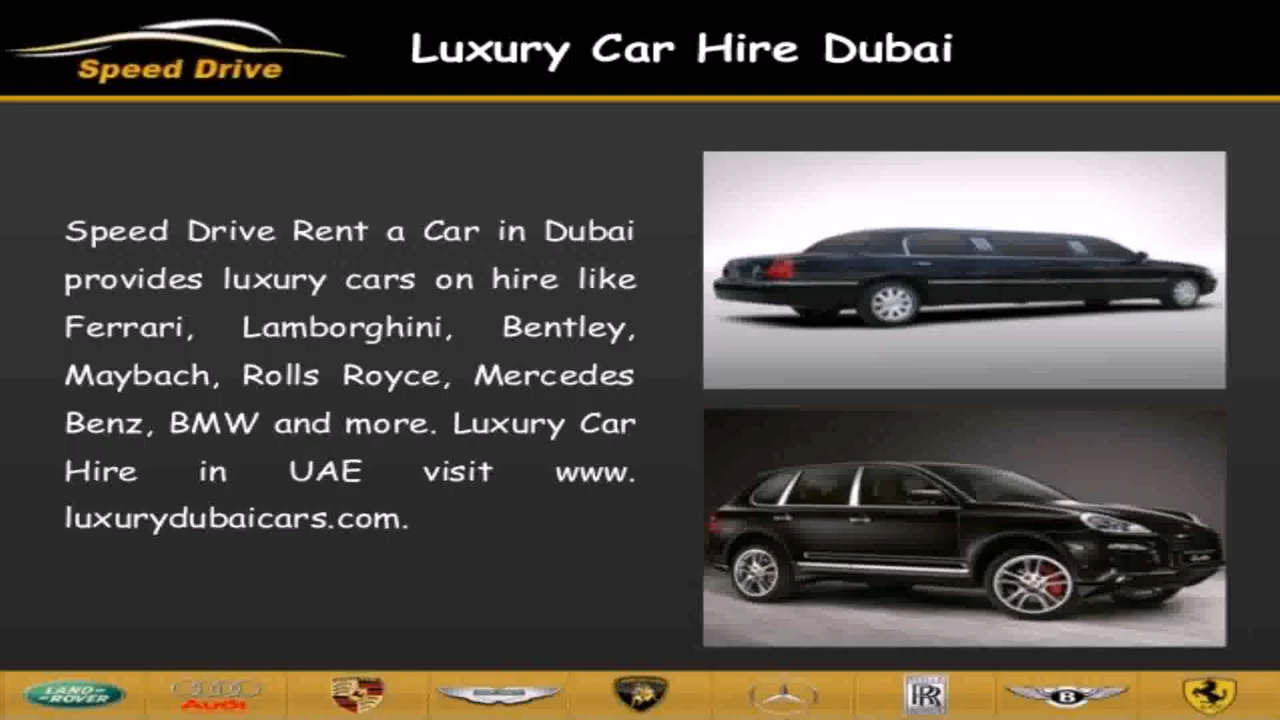 Luxury Car Hire Dubai
Speed Drive
Speed Drive Rent a Car in Dubai
provides luxury cars on hire like
Ferrari, Lamborghini, Bentley,
Maybach, Rolls Royce, Mercedes
Benz, BMW and more. Luxury Car
Hire in UAE visit www.
luxurydubaicars.com.
LAND-
-ROVER
Audi
RR
B